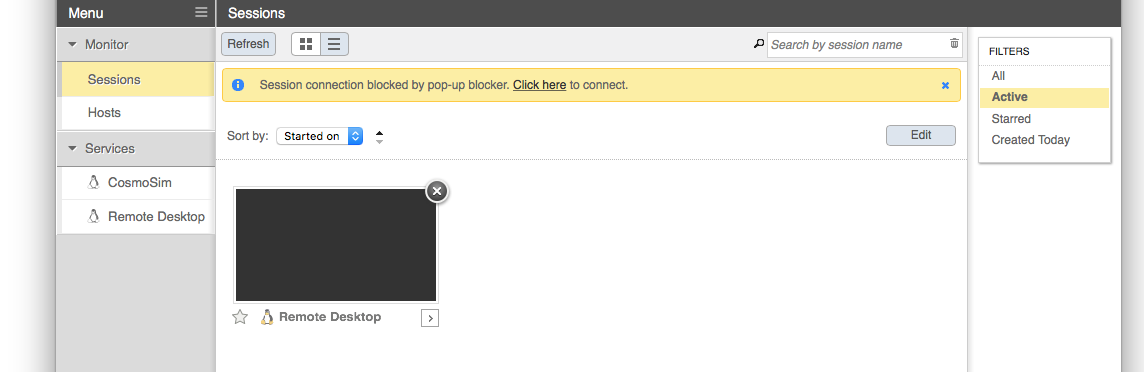 Menu
Sessions
Monitor
Sessions
Hosts
Services
CosmoSim
Remote Desktop
Refresh
Search by session name
Session connection blocked by pop-up blocker. Click here to connect.
Sort by: Started on
Edit
Remote Desktop
FILTERS
All
Active
Starred
Created Today